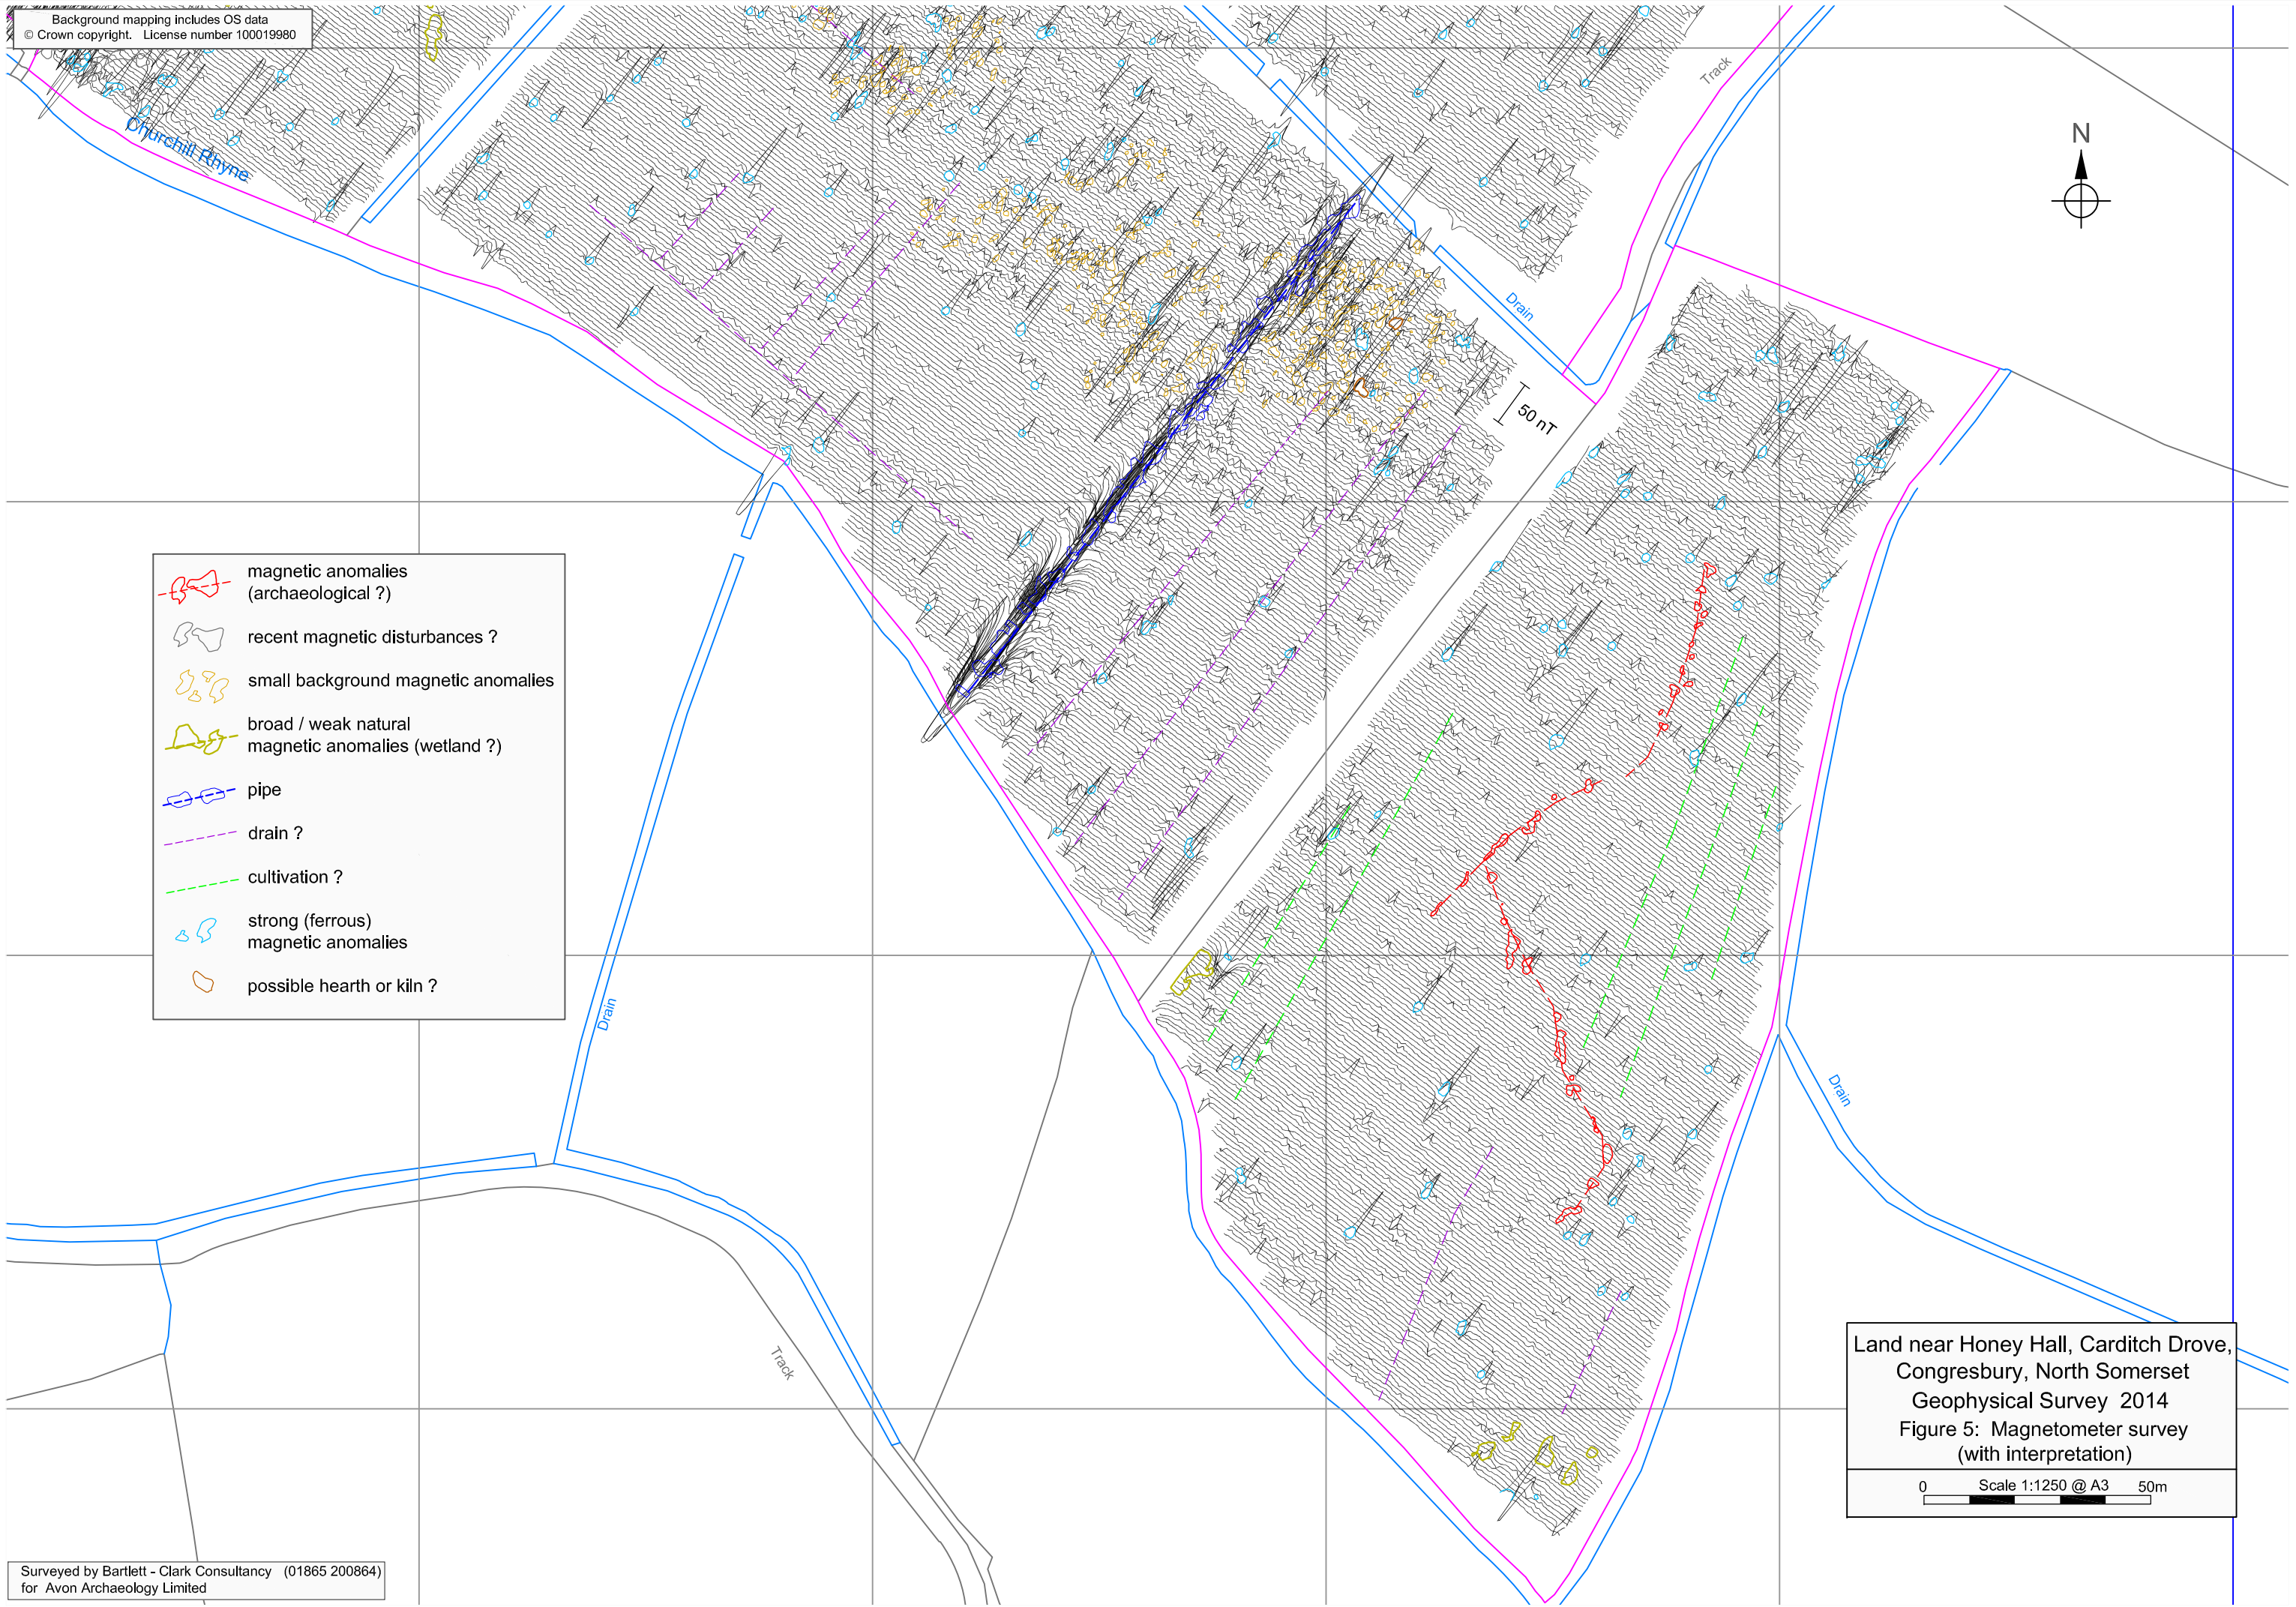 Background mapping includes OS data
© Crown copyright. License number 100019980
Churchill Rhyne
Track
N
Drain
50 nT
magnetic anomalies
(archaeological ?)
recent magnetic disturbances ?
small background magnetic anomalies
broad / weak natural
magnetic anomalies (wetland ?)
pipe
drain ?
cultivation ?
strong (ferrous)
magnetic anomalies
possible hearth or kiln ?
Drain
Drain
Track
Land near Honey Hall, Carditch Drove,
Congresbury, North Somerset
Geophysical Survey 2014
Figure 5: Magnetometer survey
(with interpretation)
0 Scale 1:1250 @ A3 50m
Surveyed by Bartlett - Clark Consultancy (01865 200864)
for Avon Archaeology Limited